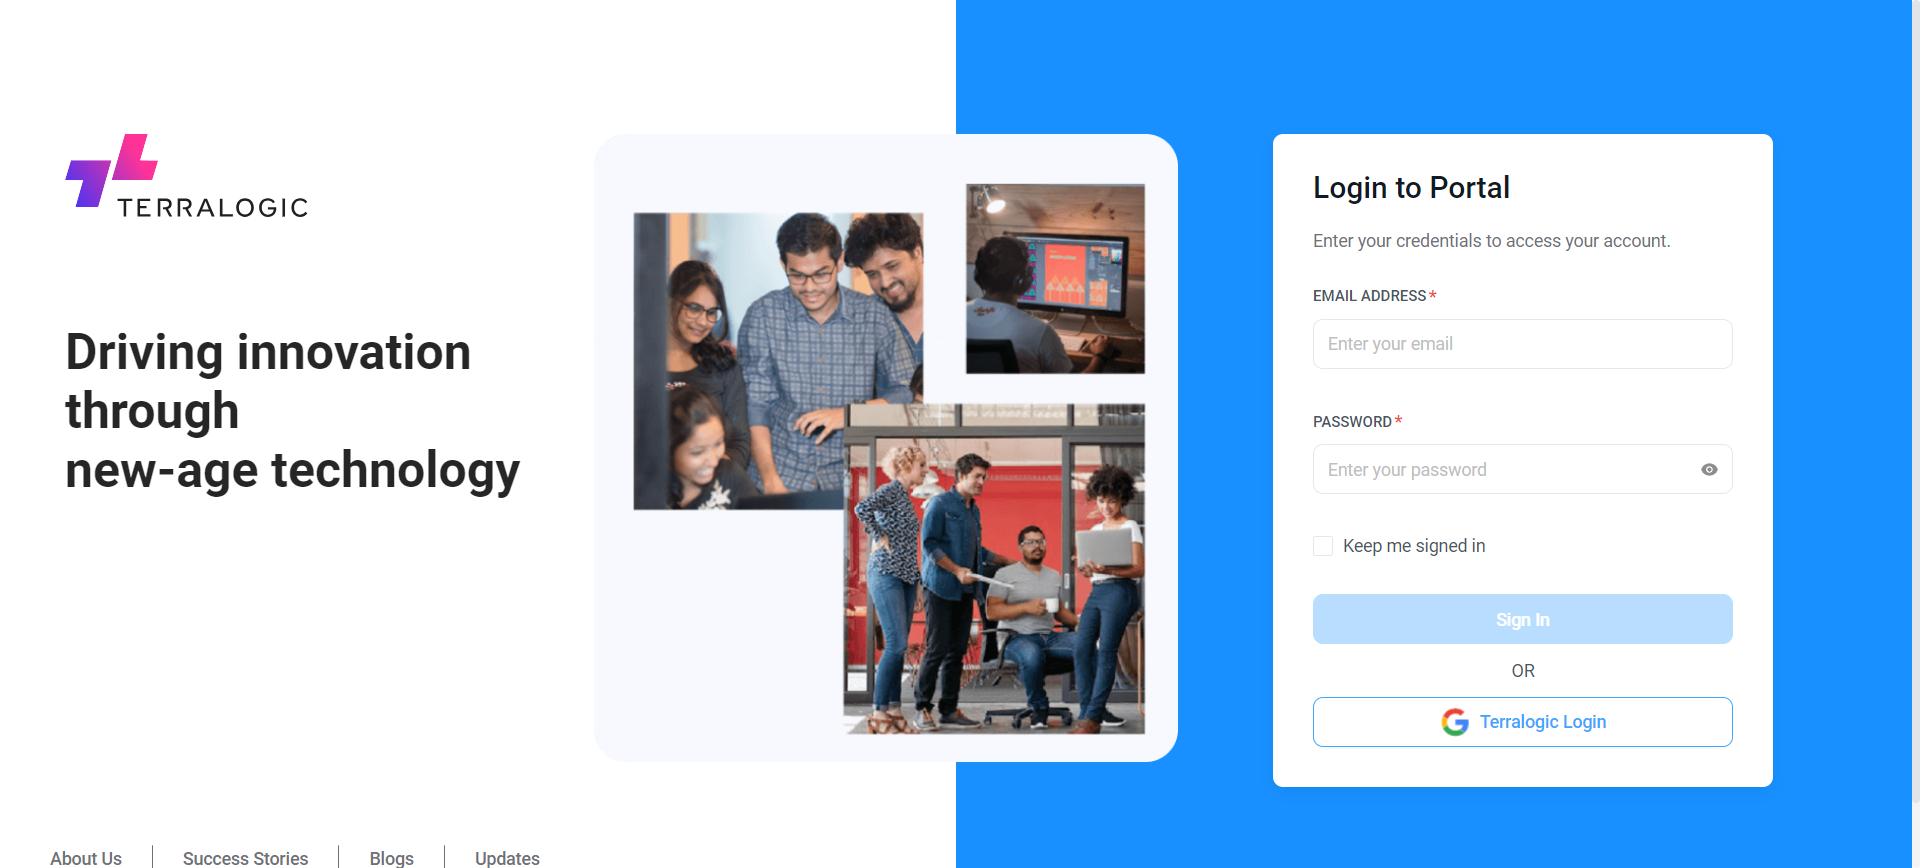 TERRALOGIC
Driving innovation
through
new-age technology
Login to Portal
Enter your credentials to access your account.
EMAIL ADDRESS*
Enter your email
PASSWORD*
Enter your password
Keep me signed in
Sign In
OR
Terralogic Login
About Us
Success Stories
Blogs
Updates